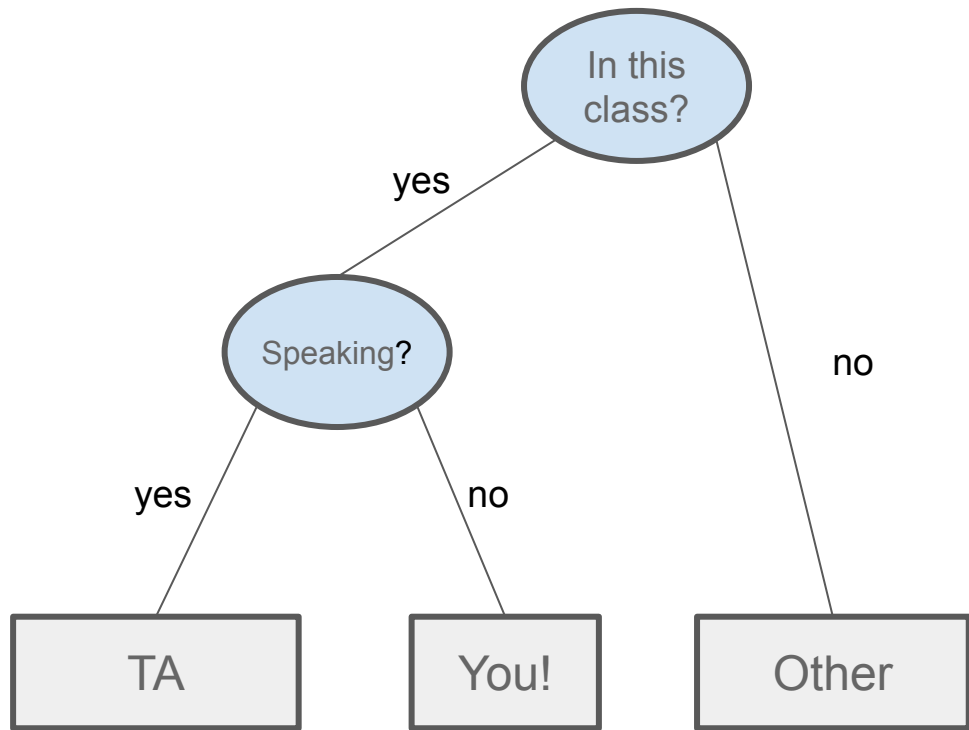 In this
class?
yes
Speaking?
no
yes
no
TA
You!
Other